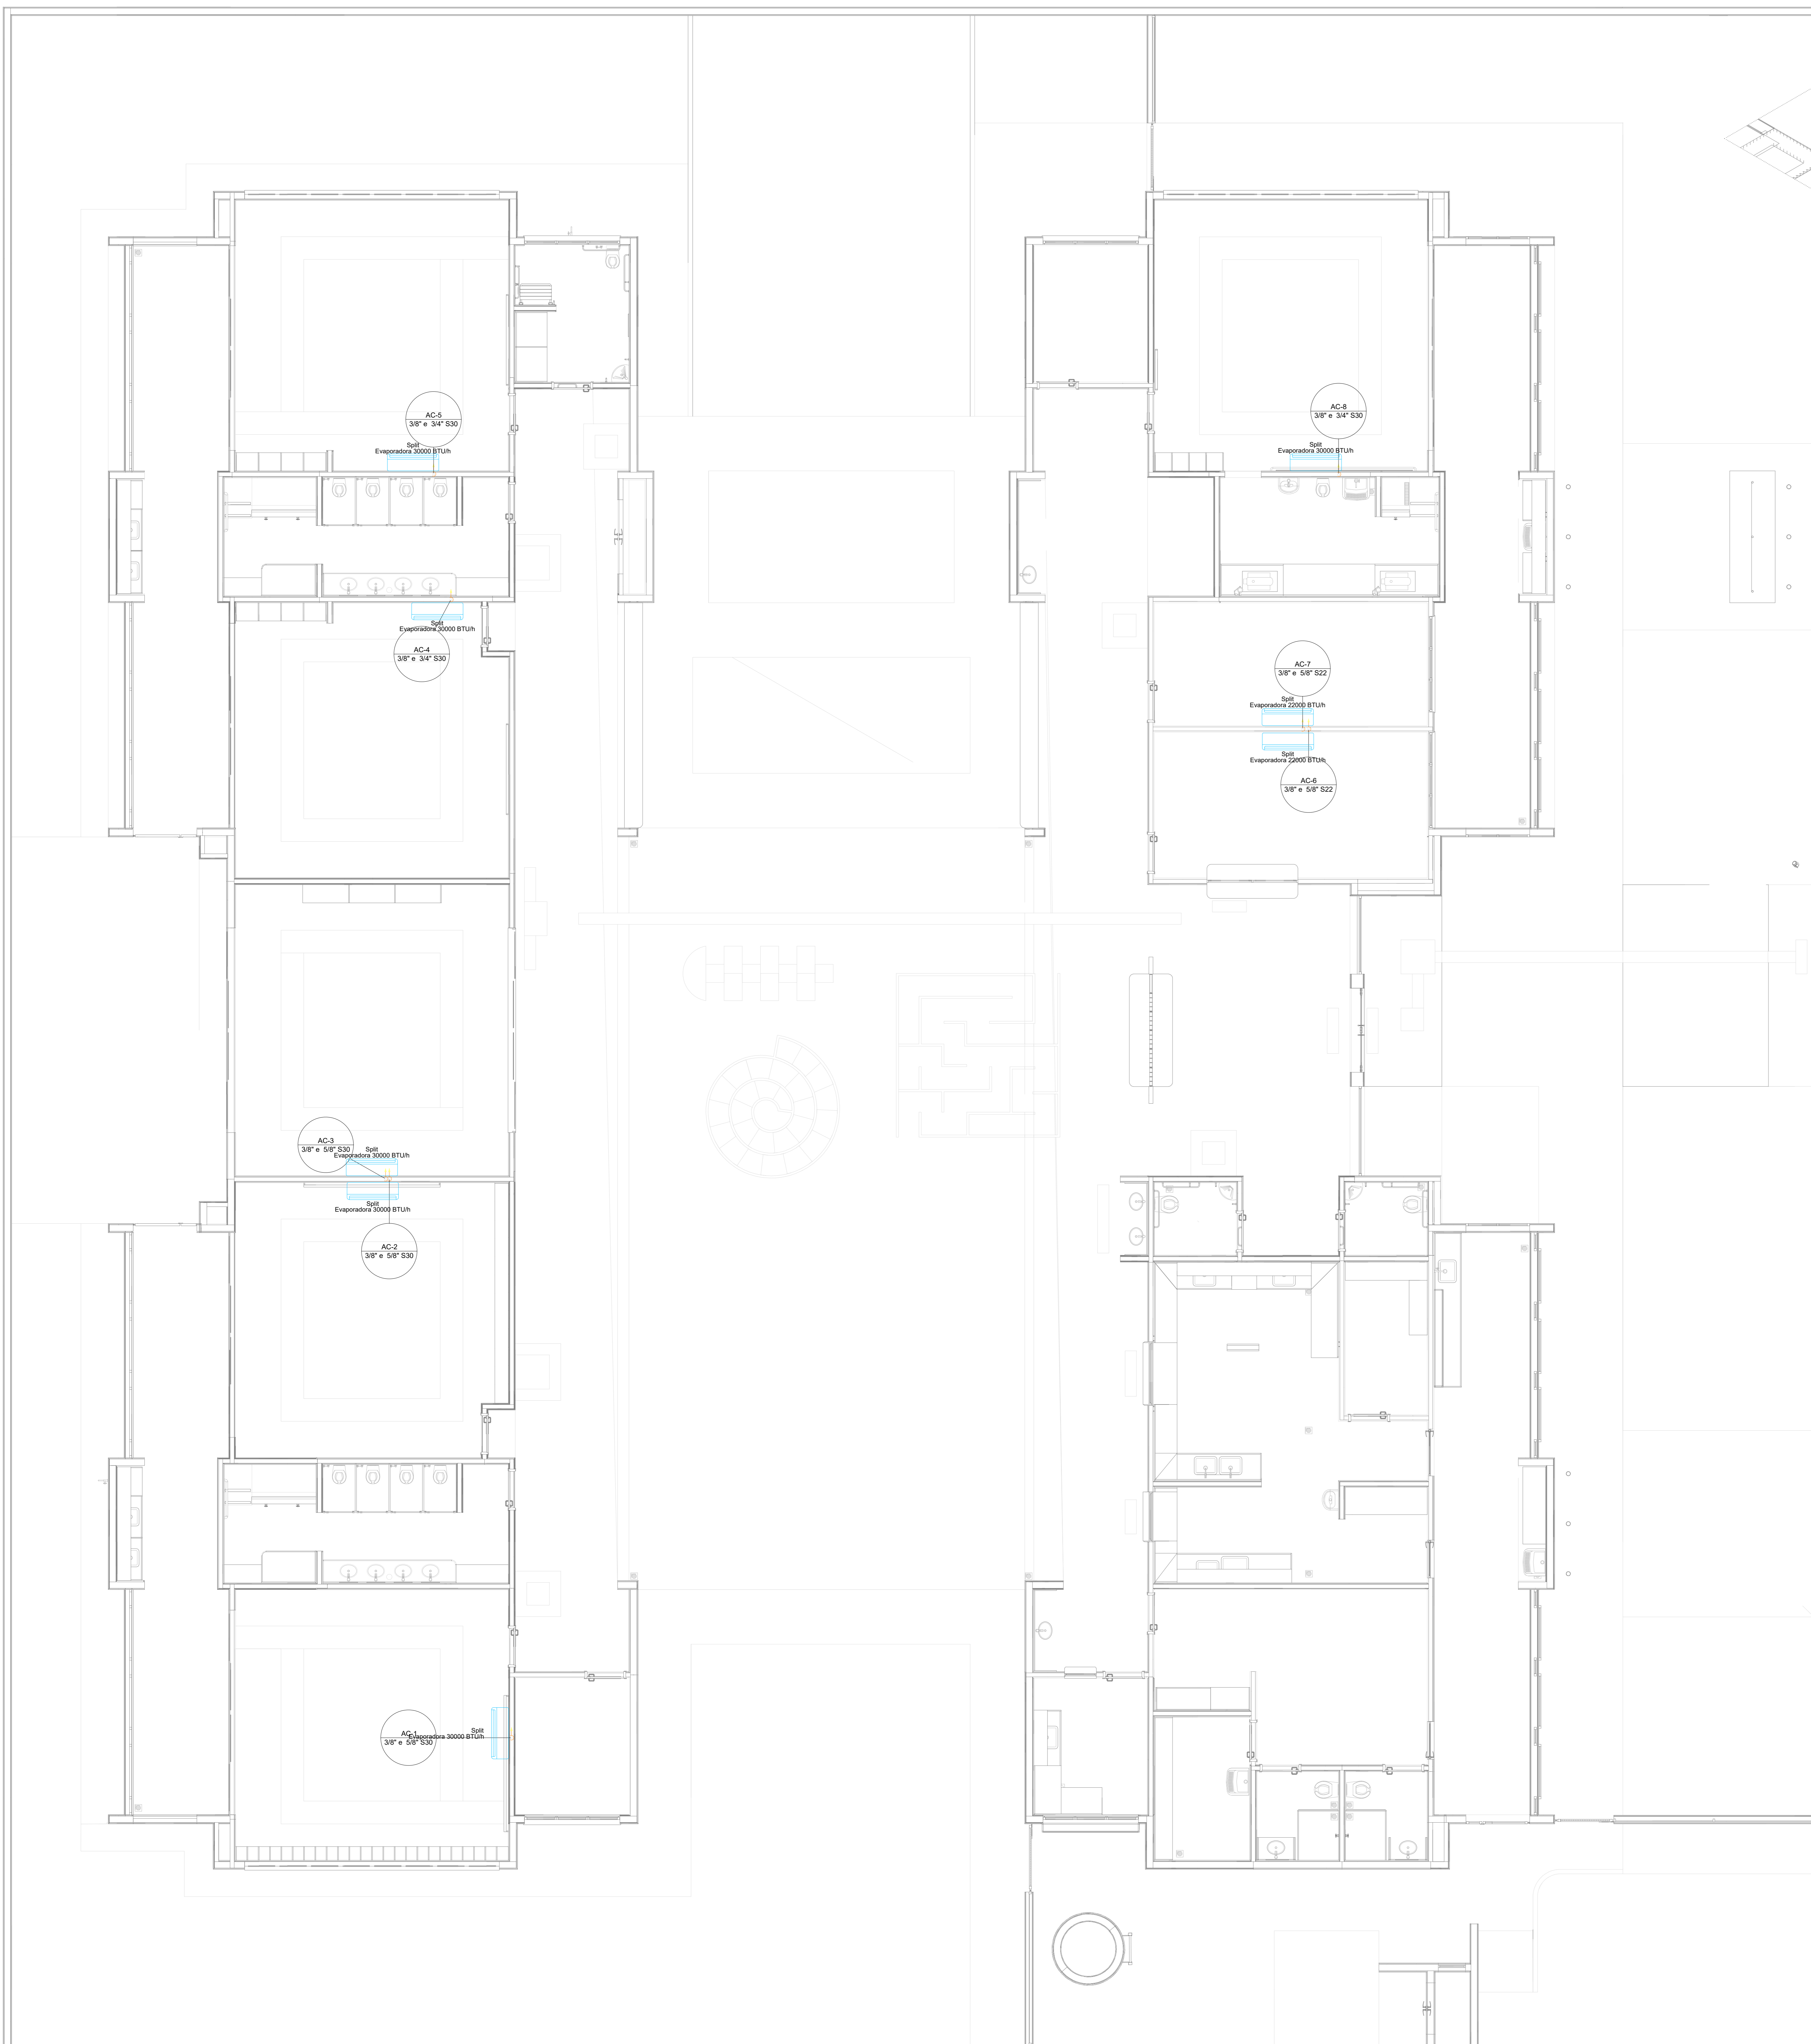 AC-5
3/8" e 3/4" S30
Split
Evaporadora 30000 BTU/h
AC-8
3/8" e 3/4" S30
Split
Evaporadora 30000 BTU/h
Split
Evaporadora 30000 BTU/h
AC-4
3/8" e 3/4" S30
AC-7
3/8" e 5/8" S22
Split
Evaporadora 22000 BTU/h
Split
Evaporadora 22000 BTU/h
AC-6
3/8" e 5/8" S22
AC-3
3/8" e 5/8" S30
Split
Evaporadora 30000 BTU/h
Split
Evaporadora 30000 BTU/h
AC-2
3/8" e 5/8" S30
Split
Evaporadora 30000 BTU/h
AC-1
3/8" e 5/8" S30